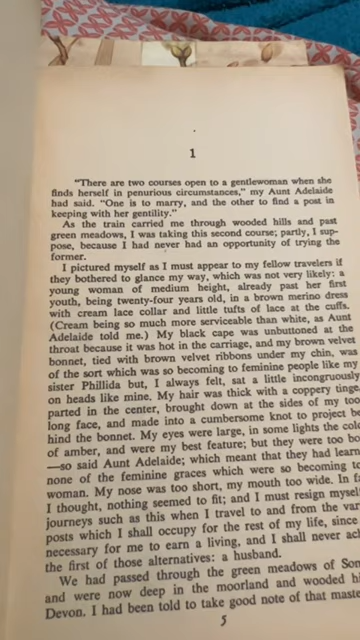 1
"There are two courses open to a gentlewoman when she
finds herself in penurious circumstances," my Aunt Adelaide
had said. "One is to marry, and the other to find a post in
keeping with her gentility."
As the train carried me through wooded hills and past
green meadows, I was taking this second course; partly, I sup-
pose, because I had never had an opportunity of trying the
former.
I pictured myself as I must appear to my fellow travelers if
they bothered to glance my way, which was not very likely: a
young woman of medium height, already past her first
youth, being twenty-four years old, in a brown merino dress
with cream lace collar and little tufts of lace at the cuffs.
(Cream being so much more serviceable than white, as Aunt
Adelaide told me.) My black cape was unbuttoned at the
throat because it was hot in the carriage, and my brown velvet
bonnet, tied with brown velvet ribbons under my chin, was
of the sort which was so becoming to feminine people like my
sister Phillida but, I always felt, sat a little incongruously
on heads like mine. My hair was thick with a coppery tinge,
parted in the center, brought down at the sides of my too
long face, and made into a cumbersome knot to project be
hind the bonnet. My eyes were large, in some lights the colo
of amber, and were my best feature; but they were too bo
—so said Aunt Adelaide; which meant that they had learn
none of the feminine graces which were so becoming to
woman. My nose was too short, my mouth too wide. In fa
I thought, nothing seemed to fit; and I must resign mysel
journeys such as this when I travel to and from the var
posts which I shall occupy for the rest of my life, since
necessary for me to earn a living, and I shall never ach
the first of those alternatives: a husband.
We had passed through the green meadows of Som
and were now deep in the moorland and wooded hi
Devon. I had been told to take good note of that maste
5